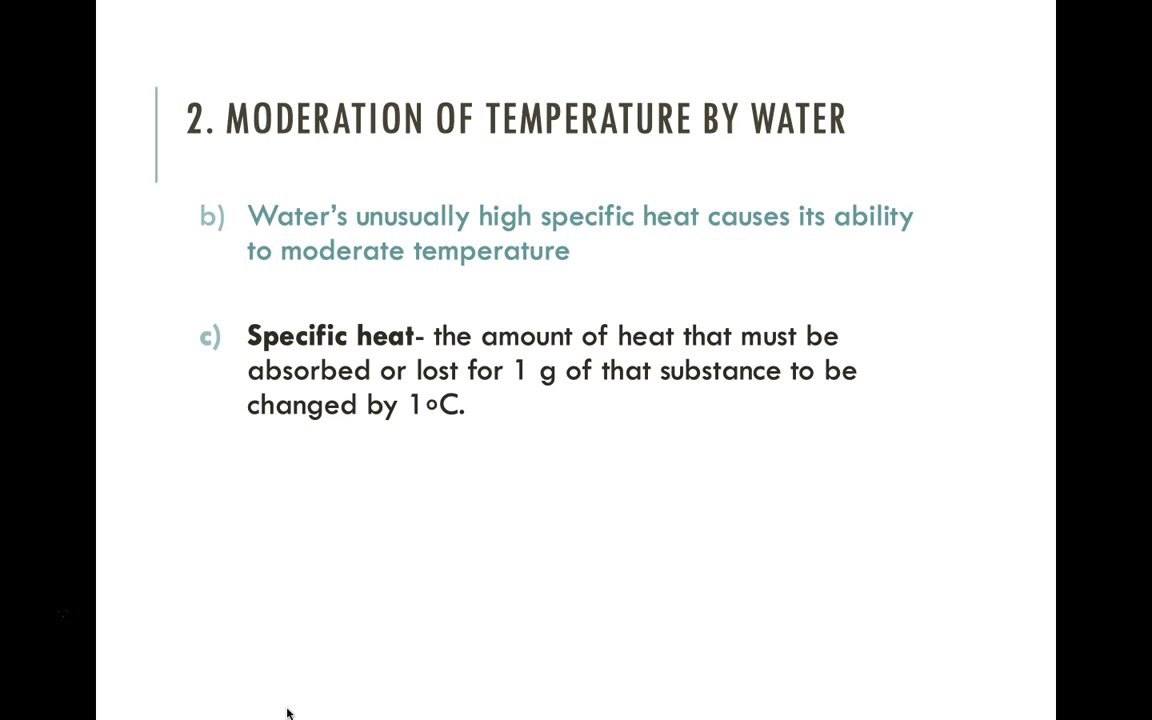 2. MODERATION OF TEMPERATURE BY WATER
b) Water’s unusually high specific heat causes its ability
to moderate temperature
c) Specific heat- the amount of heat that must be
absorbed or lost for 1 g of that substance to be
changed by 1∘C.